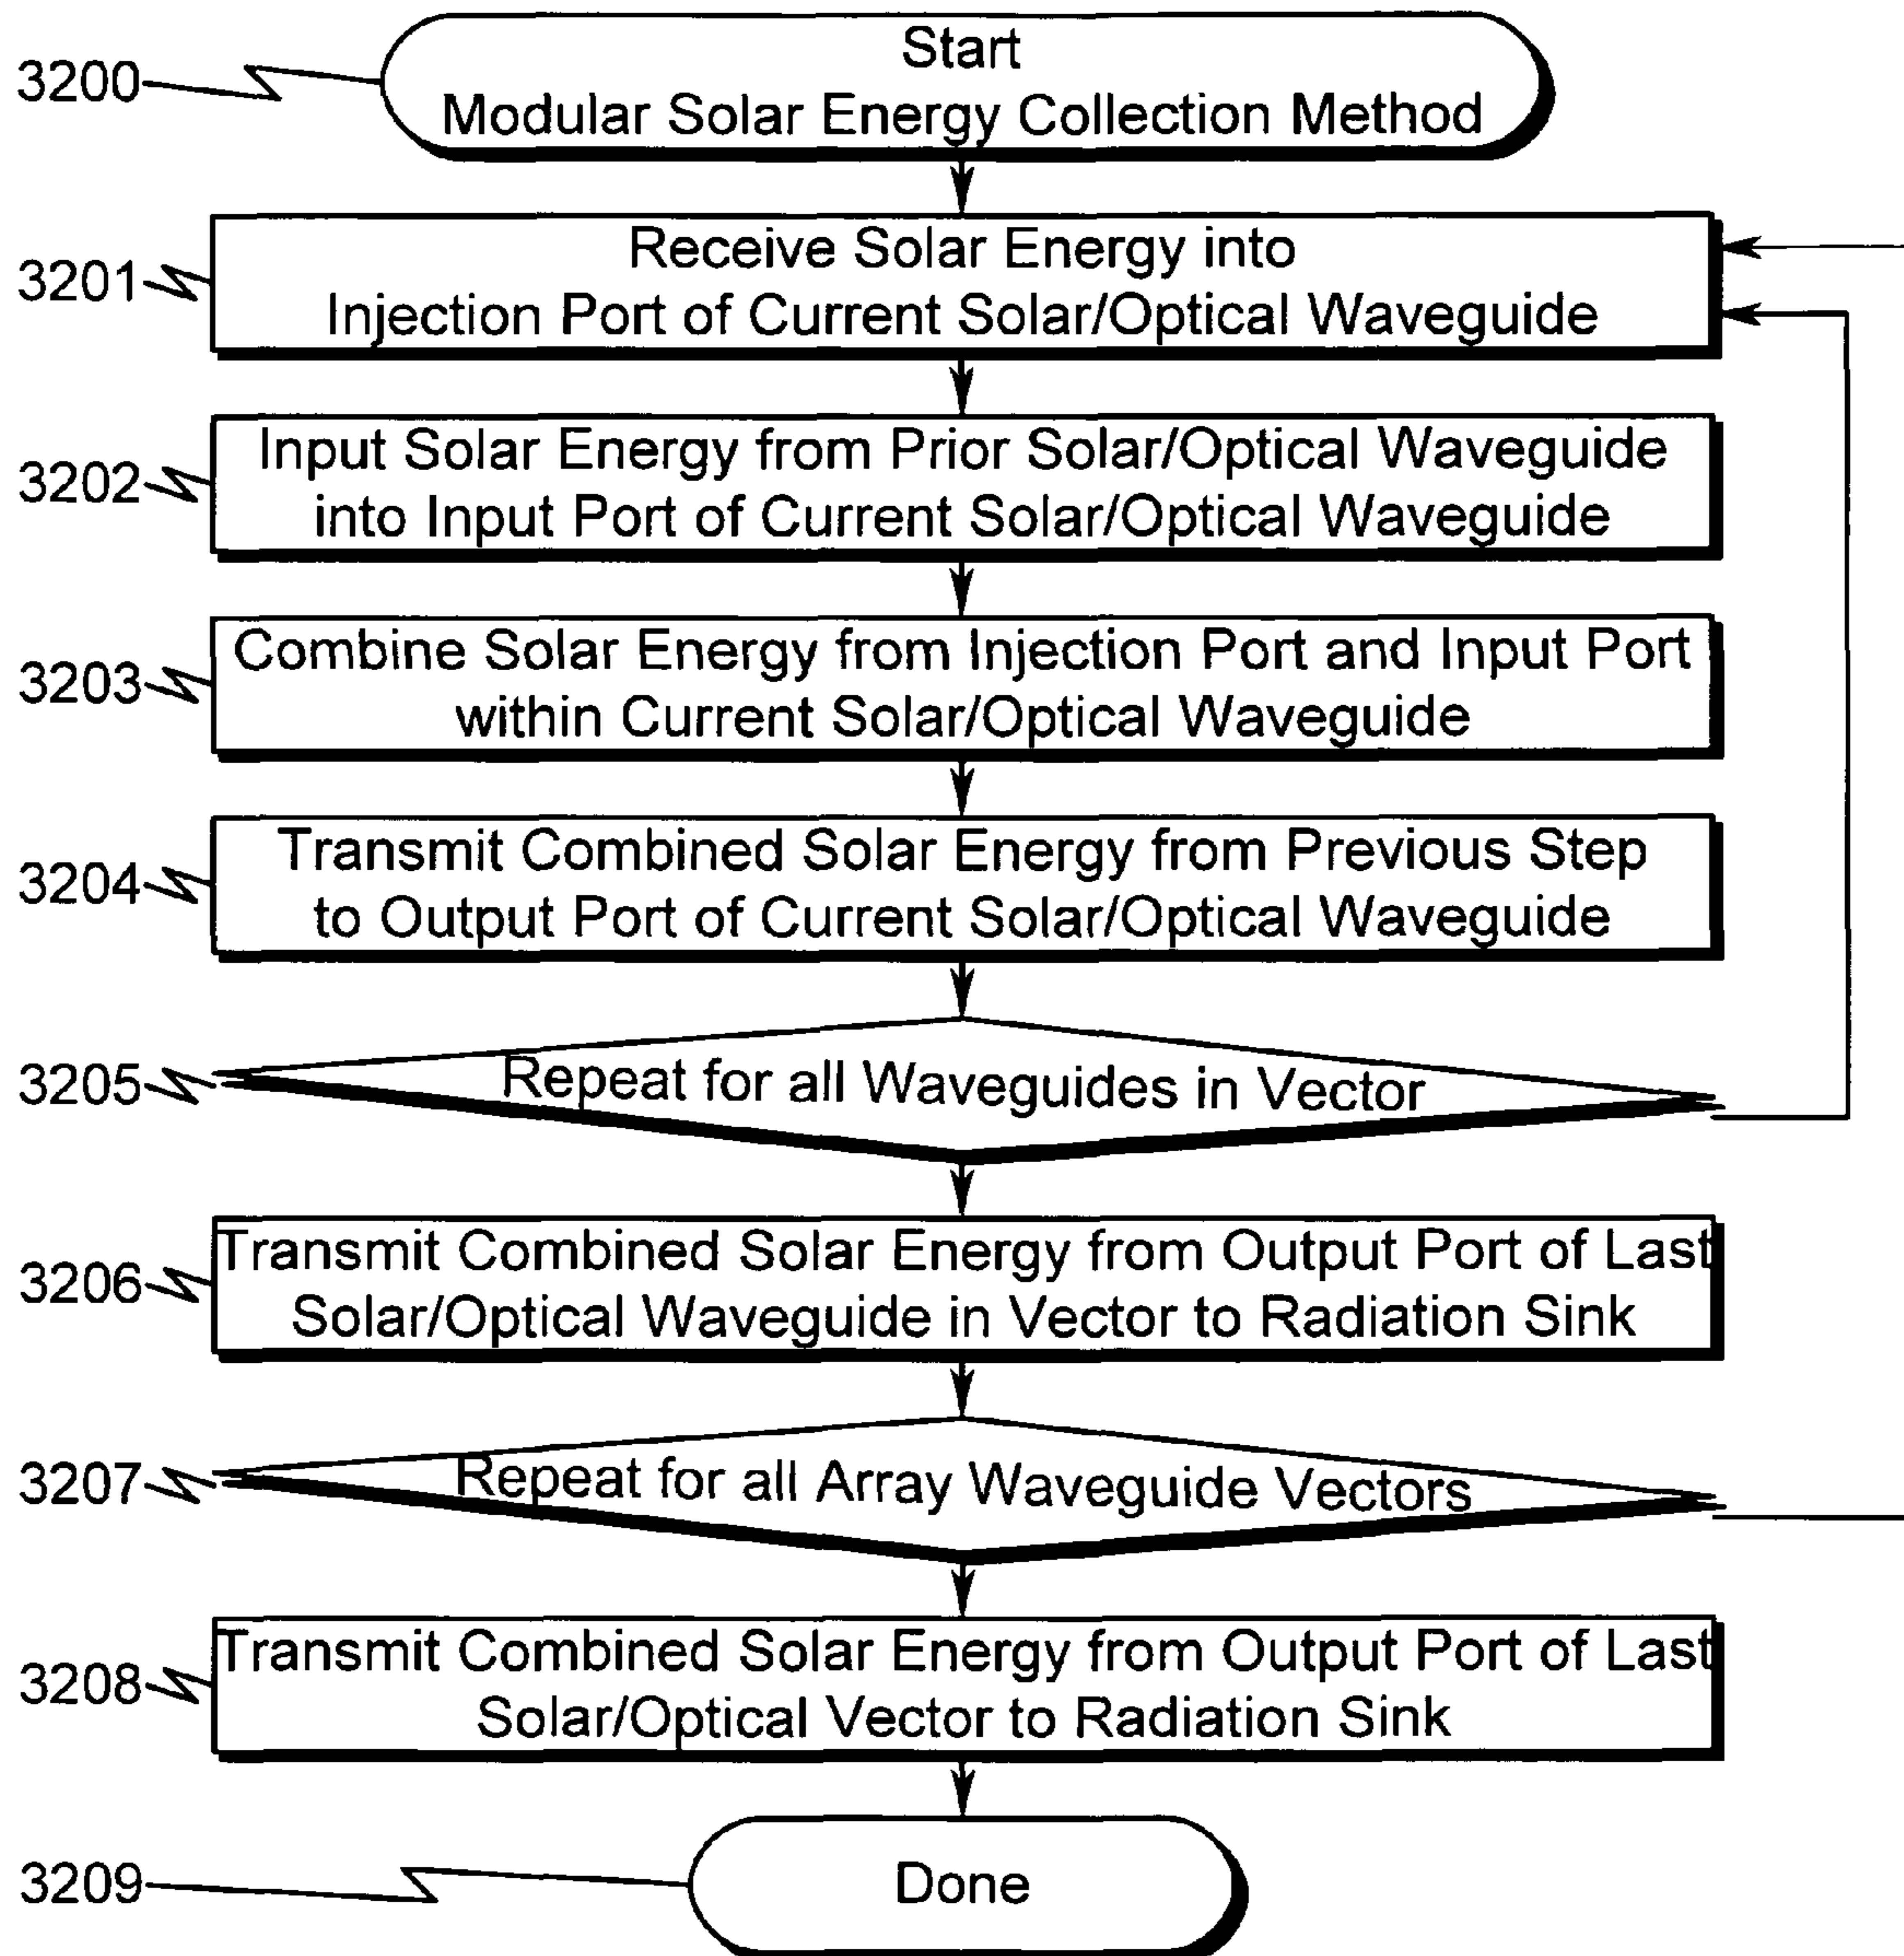 3200
Start
Modular Solar Energy Collection Method
3201
Receive Solar Energy into
Injection Port of Current Solar/Optical Waveguide
3202
Input Solar Energy from Prior Solar/Optical Waveguide
into Input Port of Current Solar/Optical Waveguide
3203
Combine Solar Energy from Injection Port and Input Port
within Current Solar/Optical Waveguide
3204
Transmit Combined Solar Energy from Previous Step
to Output Port of Current Solar/Optical Waveguide
3205
Repeat for all Waveguides in Vector
3206
Transmit Combined Solar Energy from Output Port of Last
Solar/Optical Waveguide in Vector to Radiation Sink
3207
Repeat for all Array Waveguide Vectors
3208
Transmit Combined Solar Energy from Output Port of Last
Solar/Optical Vector to Radiation Sink
3209
Done